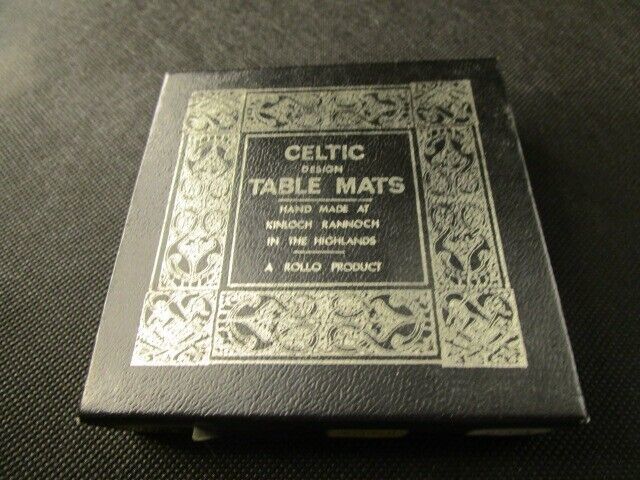 CELTIC
DESIGN
TABLE MATS
HAND MADE AT
KINLOCH RANNOCH
IN THE HIGHLANDS
A ROLLO PRODUCT